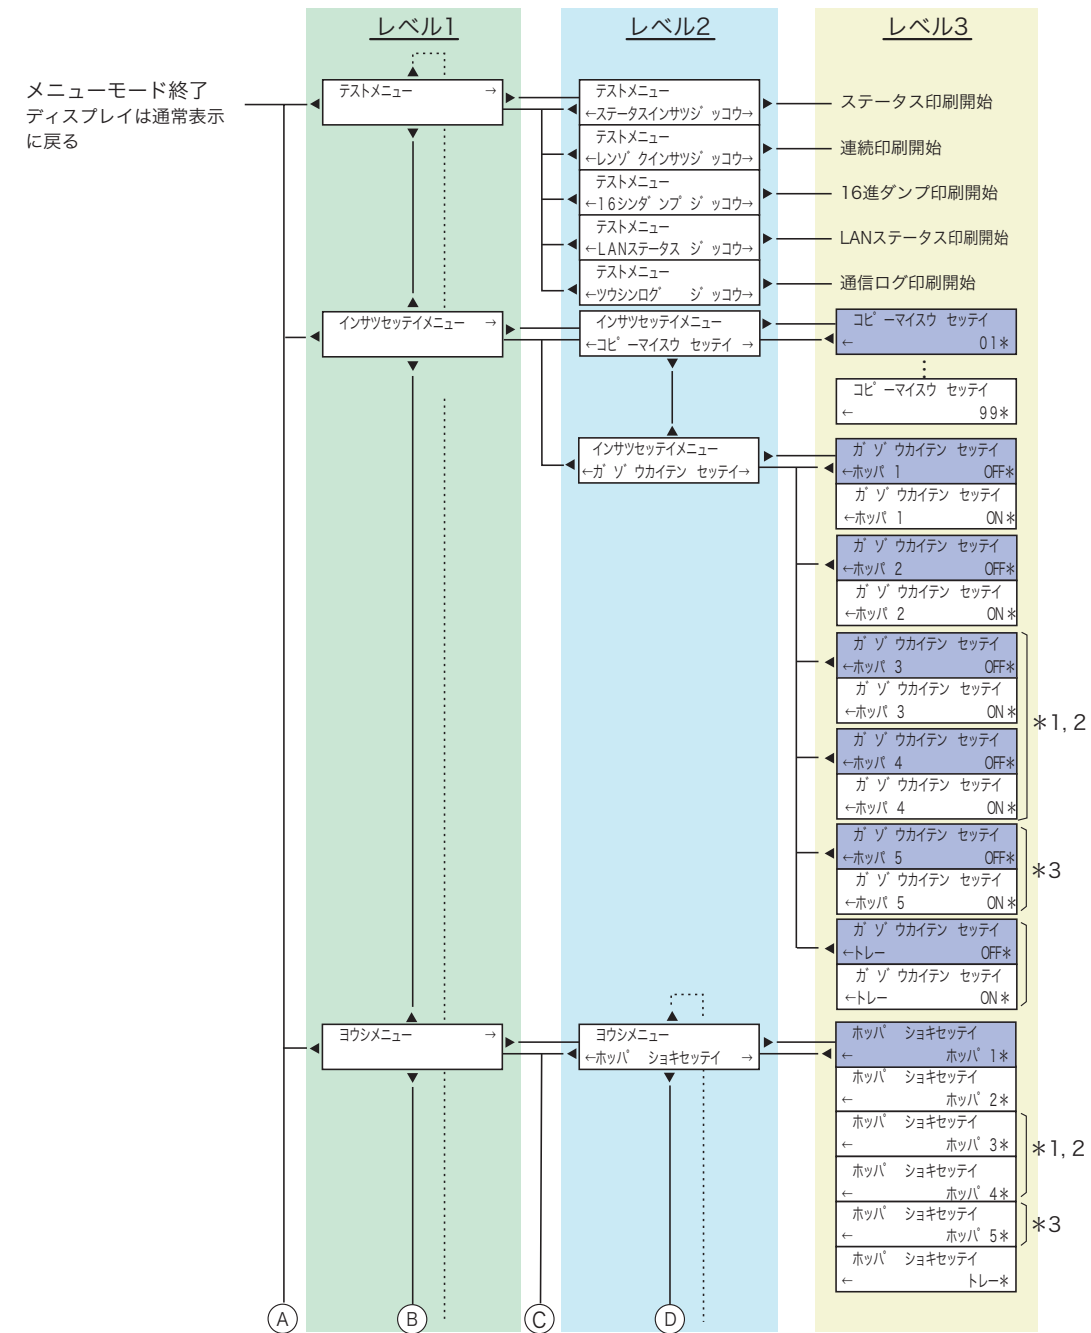 レベル1
レベル2
レベル3
メニューモード終了
ディスプレイは通常表示
に戻る
テストメニュー →
テストメニュー
←ステータスインサツジッコウ→
ステータス印刷開始
テストメニュー
←レンゾクインサツジッコウ→
連続印刷開始
テストメニュー
←16シンダンプ ジッコウ→
16進ダンプ印刷開始
テストメニュー
←LANステータス ジッコウ→
LANステータス印刷開始
テストメニュー
←ツウシンログ ジッコウ→
通信ログ印刷開始
インサツセッテイメニュー →
インサツセッテイメニュー
←コピーマイスウ セッテイ →
コピーマイスウ セッテイ
← 01*
コピーマイスウ セッテイ
← 99*
インサツセッテイメニュー
←ガゾウカイテン セッテイ→
ガゾウカイテン セッテイ
←ホッパ 1 OFF*
ガゾウカイテン セッテイ
←ホッパ 1 ON*
ガゾウカイテン セッテイ
←ホッパ 2 OFF*
ガゾウカイテン セッテイ
←ホッパ 2 ON*
ガゾウカイテン セッテイ
←ホッパ 3 OFF*
ガゾウカイテン セッテイ
←ホッパ 3 ON*
*1, 2
ガゾウカイテン セッテイ
←ホッパ 4 OFF*
ガゾウカイテン セッテイ
←ホッパ 4 ON*
ガゾウカイテン セッテイ
←ホッパ 5 OFF*
*3
ガゾウカイテン セッテイ
←ホッパ 5 ON*
ガゾウカイテン セッテイ
←トレー OFF*
ガゾウカイテン セッテイ
←トレー ON*
ヨウシメニュー →
ヨウシメニュー
←ホッパ ショキセッテイ →
ホッパ ショキセッテイ
← ホッパ 1*
ホッパ ショキセッテイ
← ホッパ 2*
ホッパ ショキセッテイ
← ホッパ 3*
*1, 2
ホッパ ショキセッテイ
← ホッパ 4*
ホッパ ショキセッテイ
← ホッパ 5*
*3
ホッパ ショキセッテイ
← トレー*
A
B
C
D